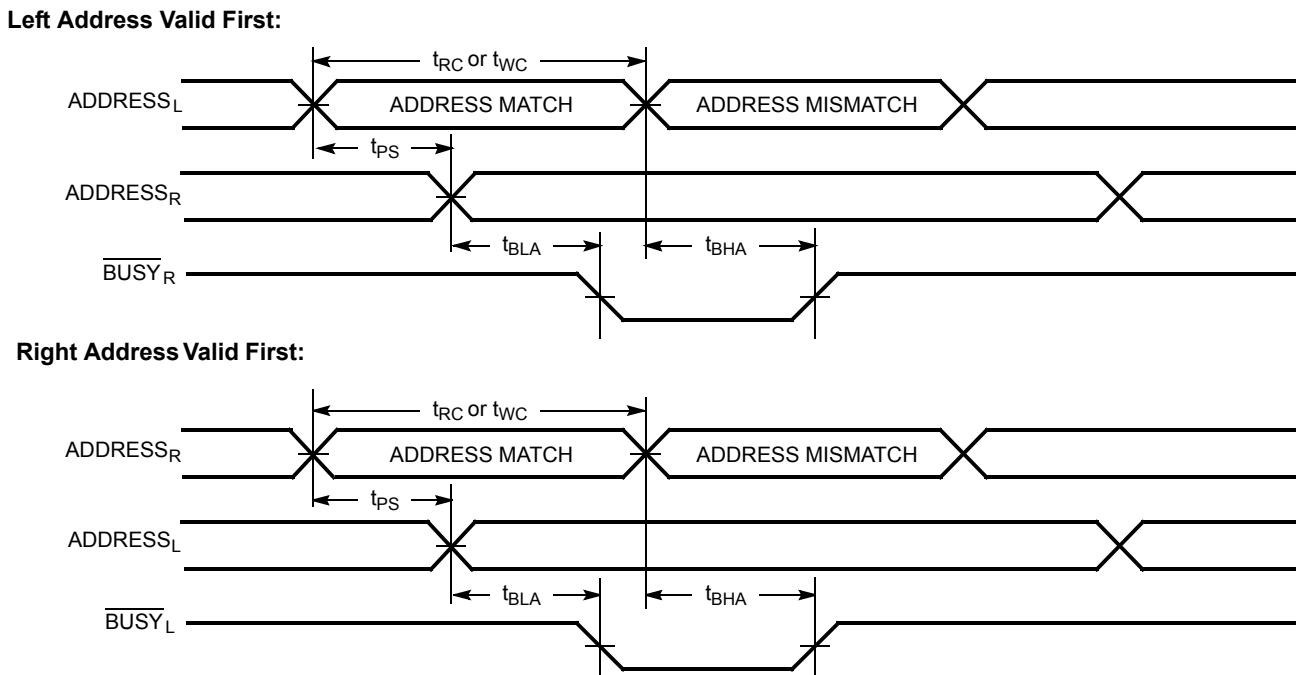 Left Address Valid First:
tRC or tWC
ADDRESSL
ADDRESS MATCH
ADDRESS MISMATCH
tPS
ADDRESSR
tBLA
tBHA
BUSYR
Right Address Valid First:
tRC or tWC
ADDRESSR
ADDRESS MATCH
ADDRESS MISMATCH
tPS
ADDRESSL
tBLA
tBHA
BUSYL